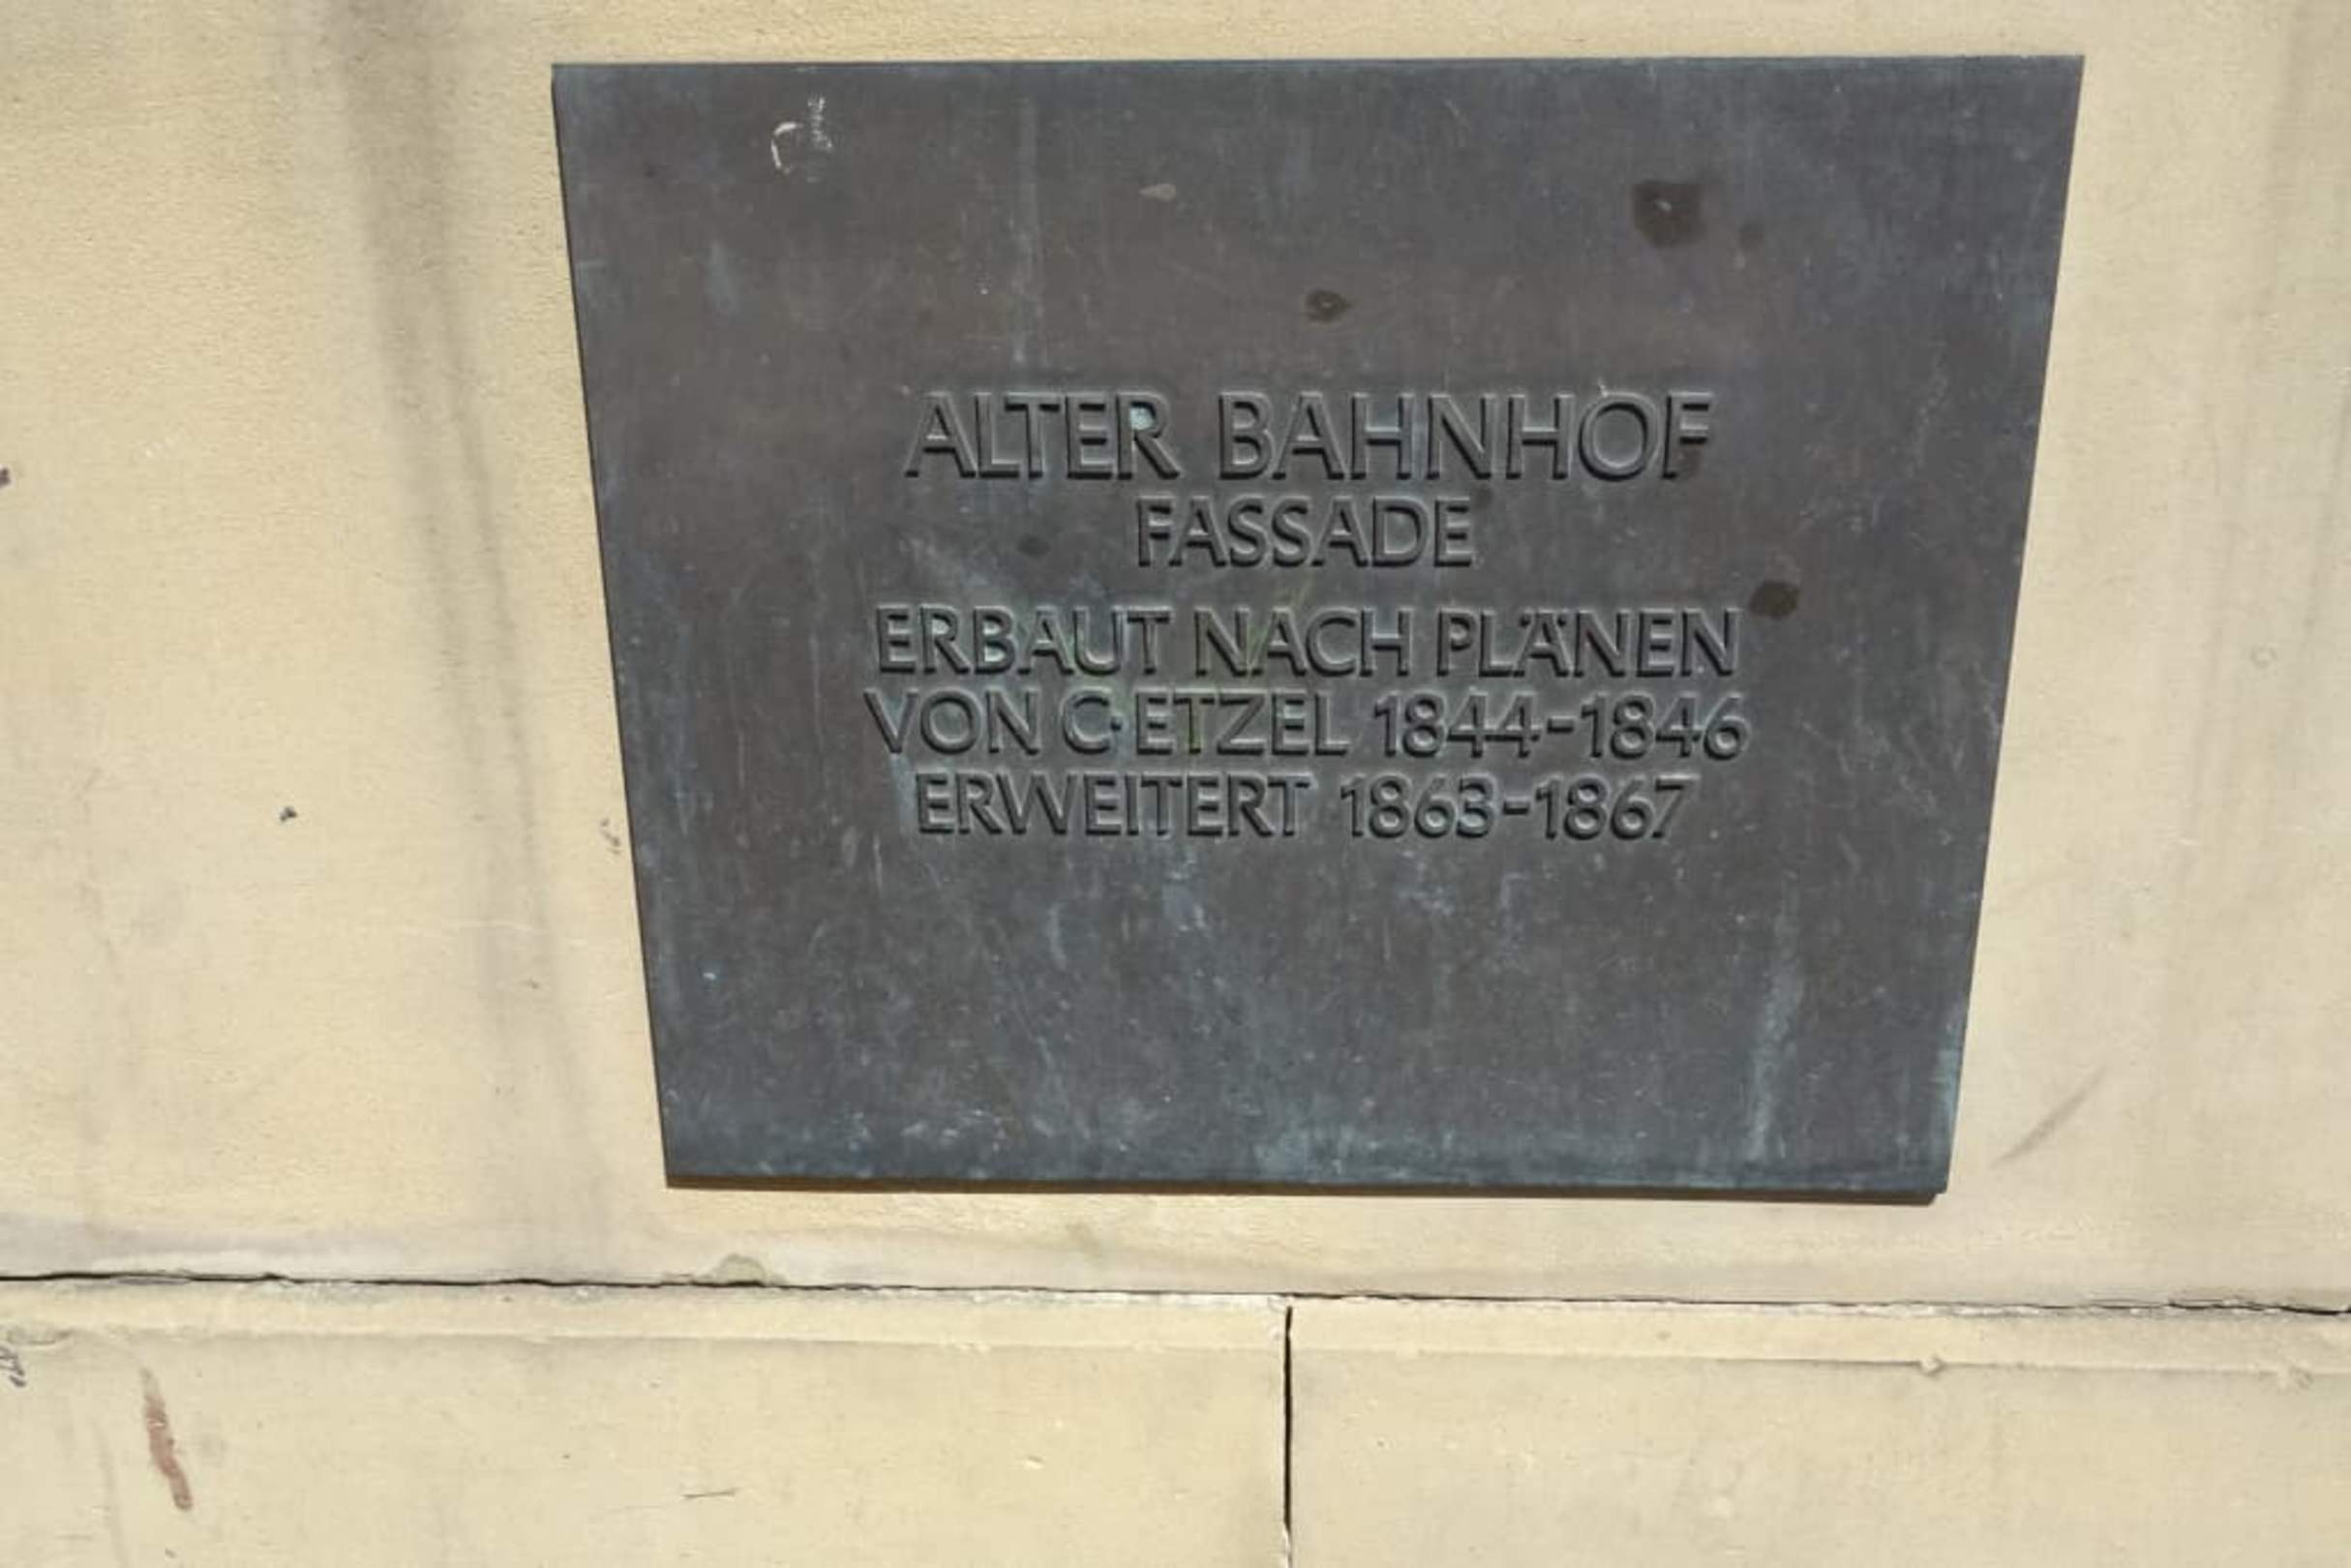 ALTER BAHNHOF
FASSADE
ERBAUT NACH PLÄNEN
VON C·ETZEL 1844-1846
ERWEITERT 1863-1867